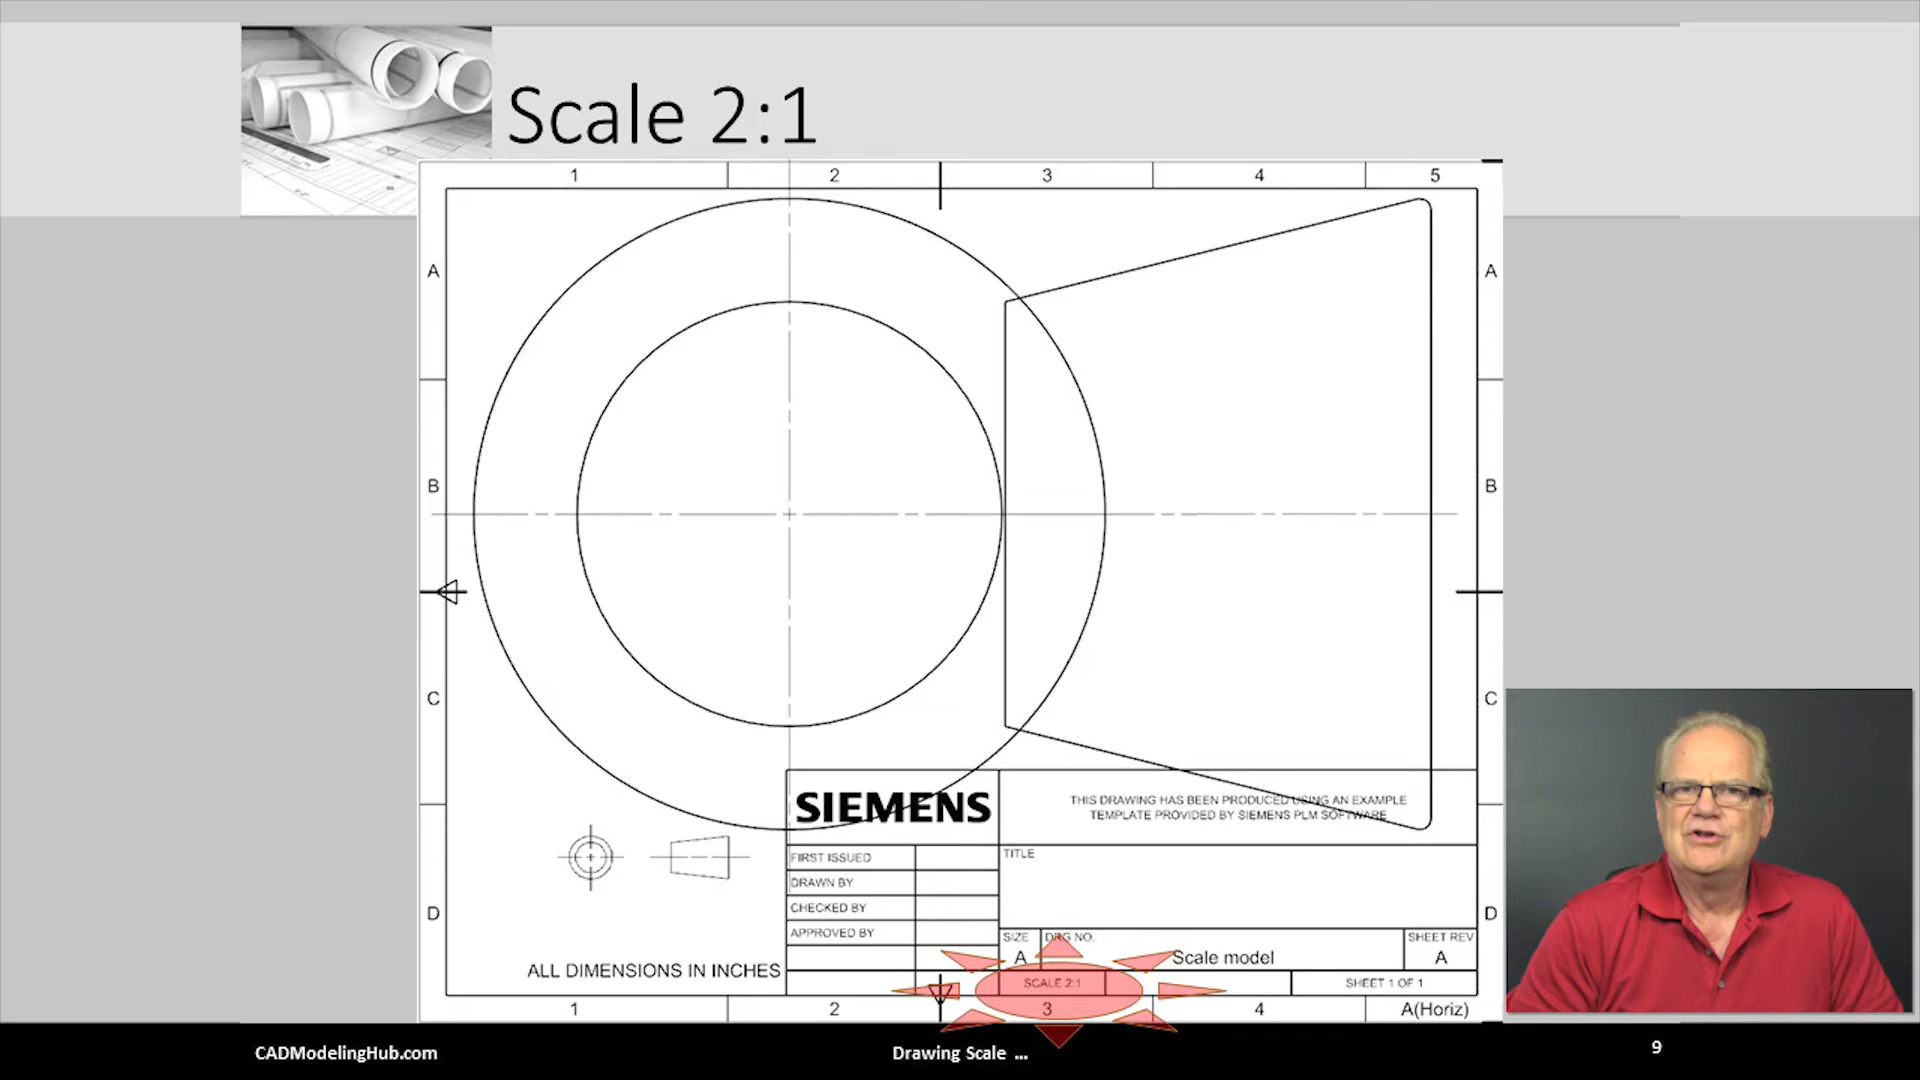 Scale 2:1
1 2 3 4 5
A A
B B
C C
SIEMENS
THIS DRAWING HAS BEEN PRODUCED USING AN EXAMPLE
TEMPLATE PROVIDED BY SIEMENS PLM SOFTWARE
FIRST ISSUED
TITLE
DRAWN BY
CHECKED BY
D D
APPROVED BY
SIZE DRG NO. SHEET REV
A Scale model A
ALL DIMENSIONS IN INCHES
SCALE 2:1 SHEET 1 OF 1
1 2 3 4 A(Horiz)
CADModelingHub.com Drawing Scale ... 9